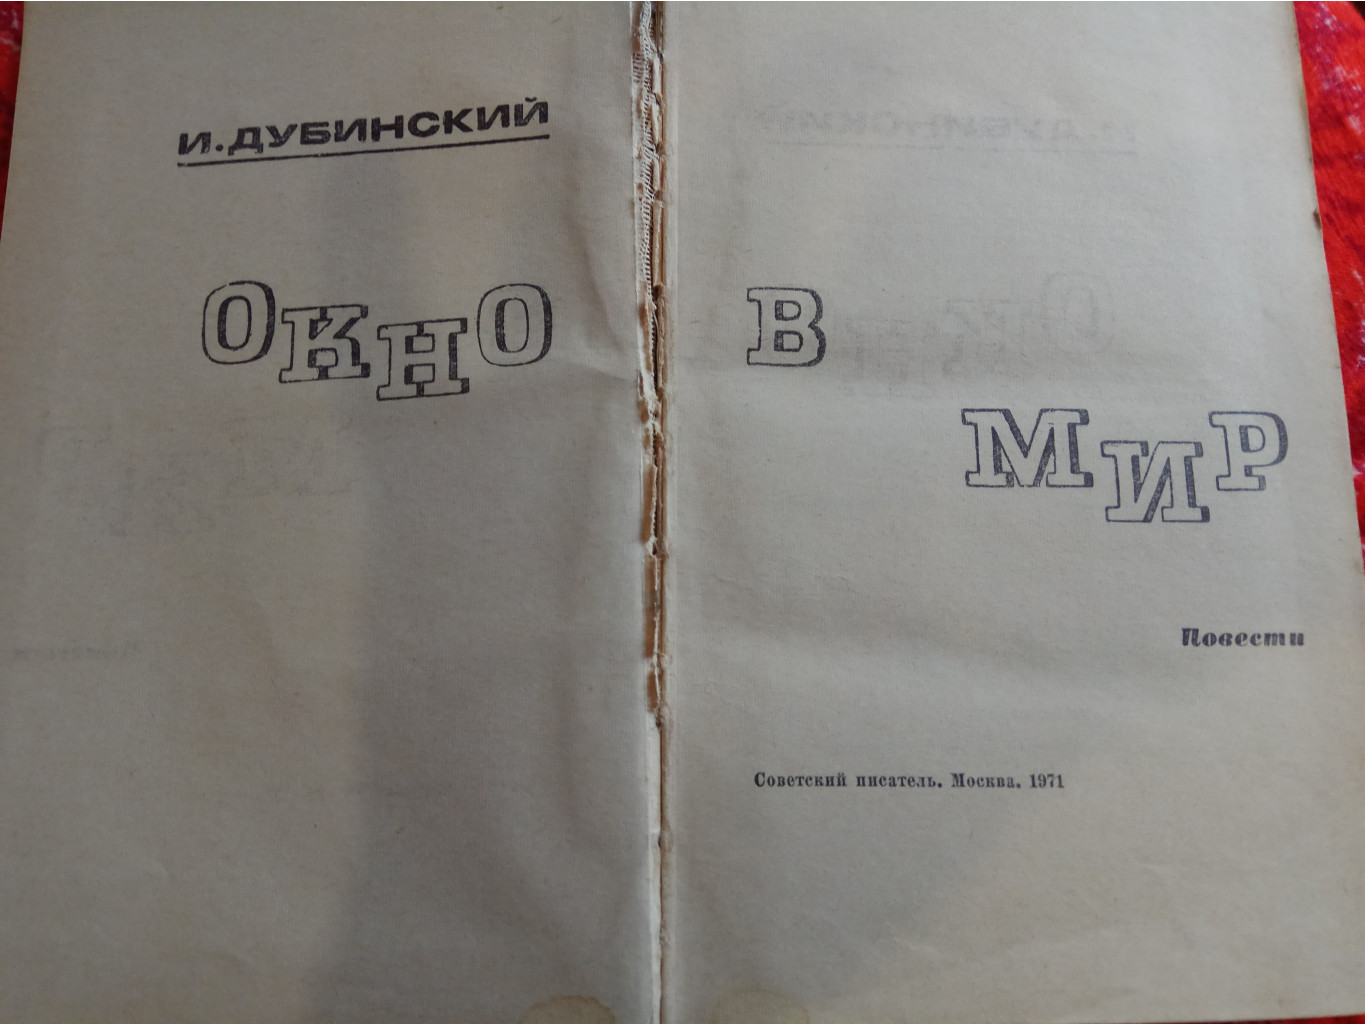 И. ДУБИНСКИЙ
ОКНО В
МИР
Повести
Советский писатель. Москва. 1971